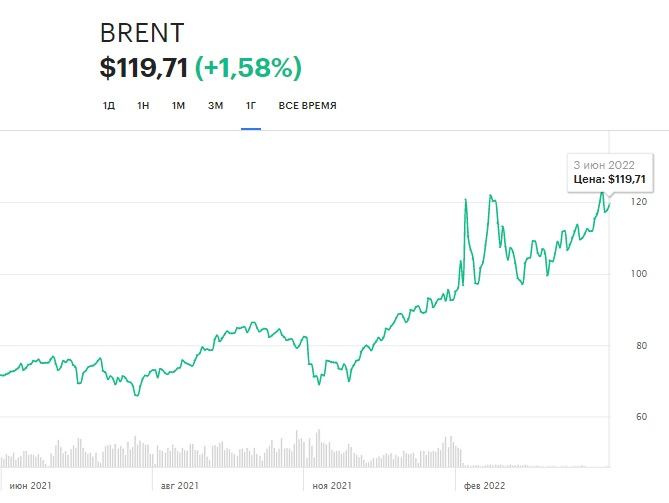 BRENT
$119,71 (+1,58%)
1Д 1Н 1М 3М 1Г ВСЕ ВРЕМЯ
3 июн 2022
Цена: $119,71
120
100
80
60
июн 2021 авг 2021 ноя 2021 фев 2022